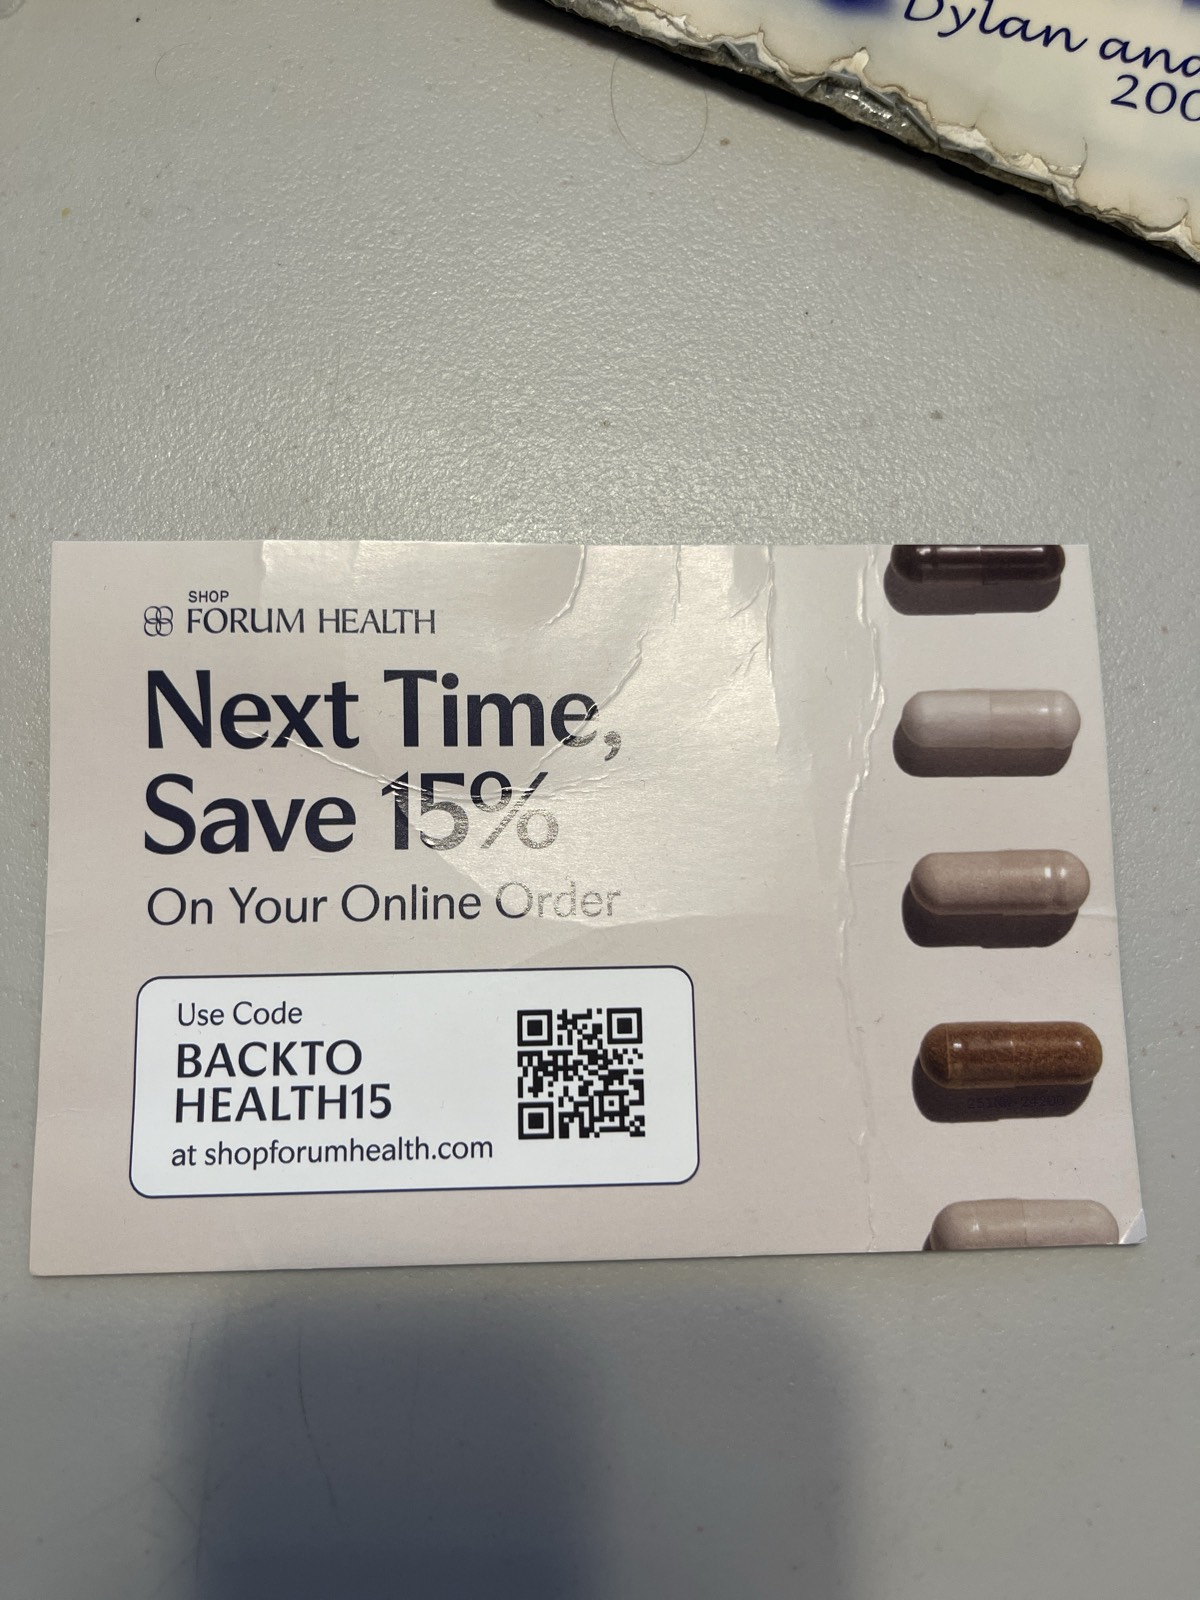 Dylan and
200
SHOP
FORUM HEALTH
Next Time,
Save 15%
On Your Online Order
Use Code
BACKTO
HEALTH15
at shopforumhealth.com